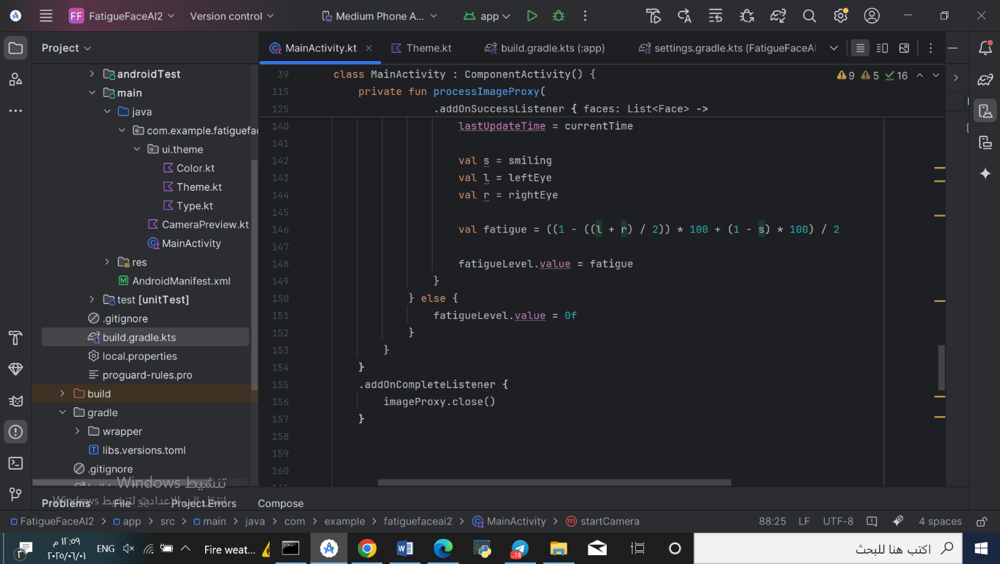 FF FatigueFaceAI2 Version control Medium Phone A... app
Project
MainActivity.kt Theme.kt build.gradle.kts (:app) settings.gradle.kts (FatigueFaceAI
androidTest
main
java
com.example.fatiguefac
ui.theme
Color.kt
Theme.kt
Type.kt
CameraPreview.kt
MainActivity
res
AndroidManifest.xml
test [unitTest]
.gitignore
build.gradle.kts
local.properties
proguard-rules.pro
build
gradle
wrapper
libs.versions.toml
.gitignore
9 5 16
39 class MainActivity : ComponentActivity() {
115 private fun processImageProxy(
125 .addOnSuccessListener { faces: List<Face> ->
140 lastUpdateTime = currentTime
141
142 val s = smiling
143 val l = leftEye
144 val r = rightEye
145
146 val fatigue = ((1 - ((l + r) / 2)) * 100 + (1 - s) * 100) / 2
147
148 fatigueLevel.value = fatigue
149 }
150 } else {
151 fatigueLevel.value = 0f
152 }
153 }
154 }
155 .addOnCompleteListener {
156 imageProxy.close()
157 }
158
159
160
تنشيط Windows
انتقل إلى الإعدادات لتنشيط Windows
Problems File 30 Project Errors Compose
FatigueFaceAI2 > app > src > main > java > com > example > fatiguefaceai2 > MainActivity > startCamera 88:25 LF UTF-8 4 spaces
٢ ١٢:٥٩ م ENG Fire weat... 18 اكتب هنا للبحث
٢٠٢٥/٠٦/٠١